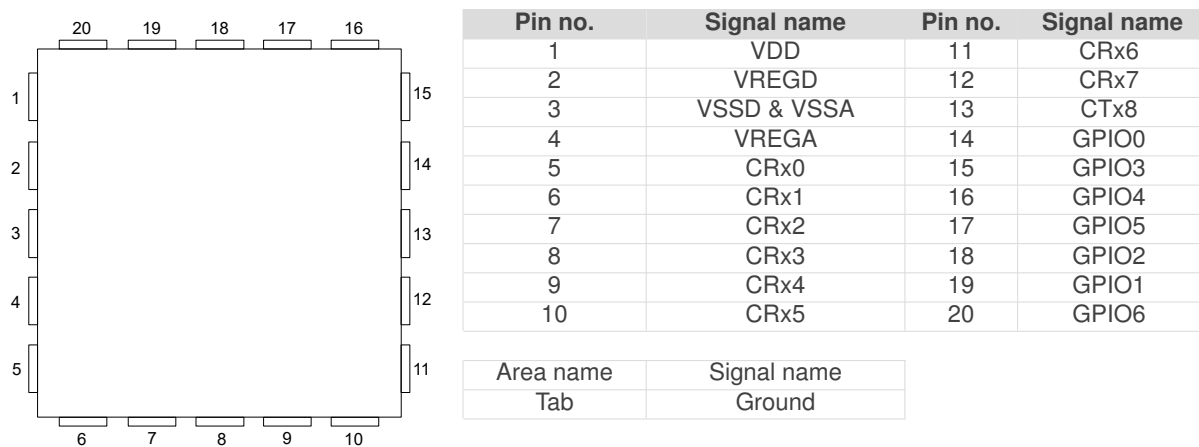 20 19 18 17 16
1
2
3
4
5
15
14
13
12
11
6 7 8 9 10
Pin no. Signal name Pin no. Signal name
1 VDD 11 CRx6
2 VREGD 12 CRx7
3 VSSD & VSSA 13 CTx8
4 VREGA 14 GPIO0
5 CRx0 15 GPIO3
6 CRx1 16 GPIO4
7 CRx2 17 GPIO5
8 CRx3 18 GPIO2
9 CRx4 19 GPIO1
10 CRx5 20 GPIO6
Area name Signal name
Tab Ground